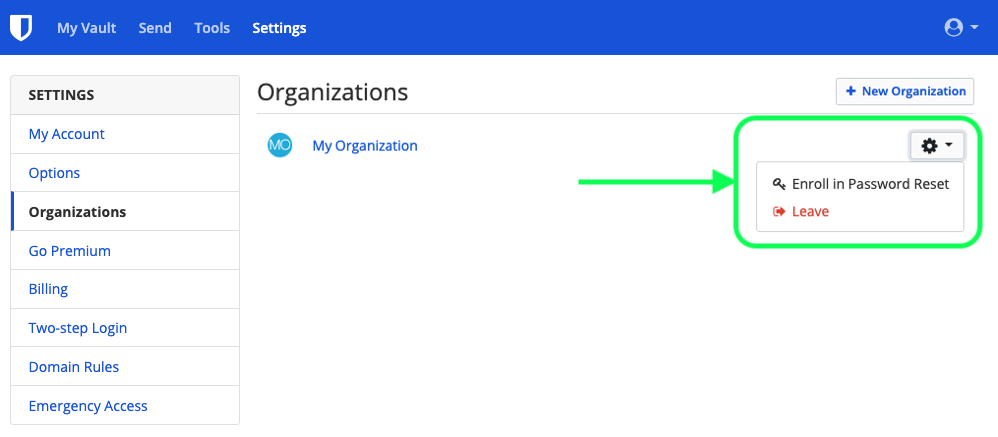 My Vault Send Tools Settings
SETTINGS
My Account
Options
Organizations
Go Premium
Billing
Two-step Login
Domain Rules
Emergency Access
Organizations
New Organization
MO My Organization
Enroll in Password Reset
Leave